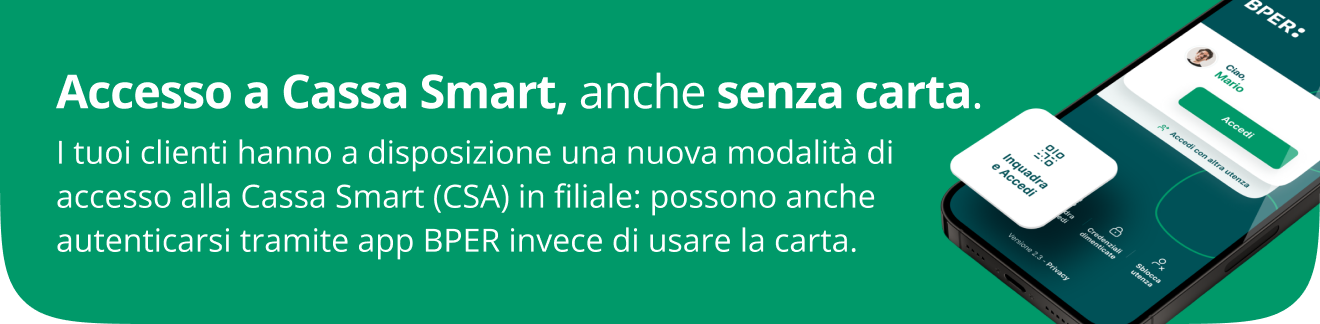 Accesso a Cassa Smart, anche senza carta.
I tuoi clienti hanno a disposizione una nuova modalità di
accesso alla Cassa Smart (CSA) in filiale: possono anche
autenticarsi tramite app BPER invece di usare la carta.
BPER:
Ciao,
Mario
Accedi
Accedi con altra utenza
Inquadra
e Accedi
Credenziali
dimenticate
Sblocca
utenza
Versione 2.3 - Privacy